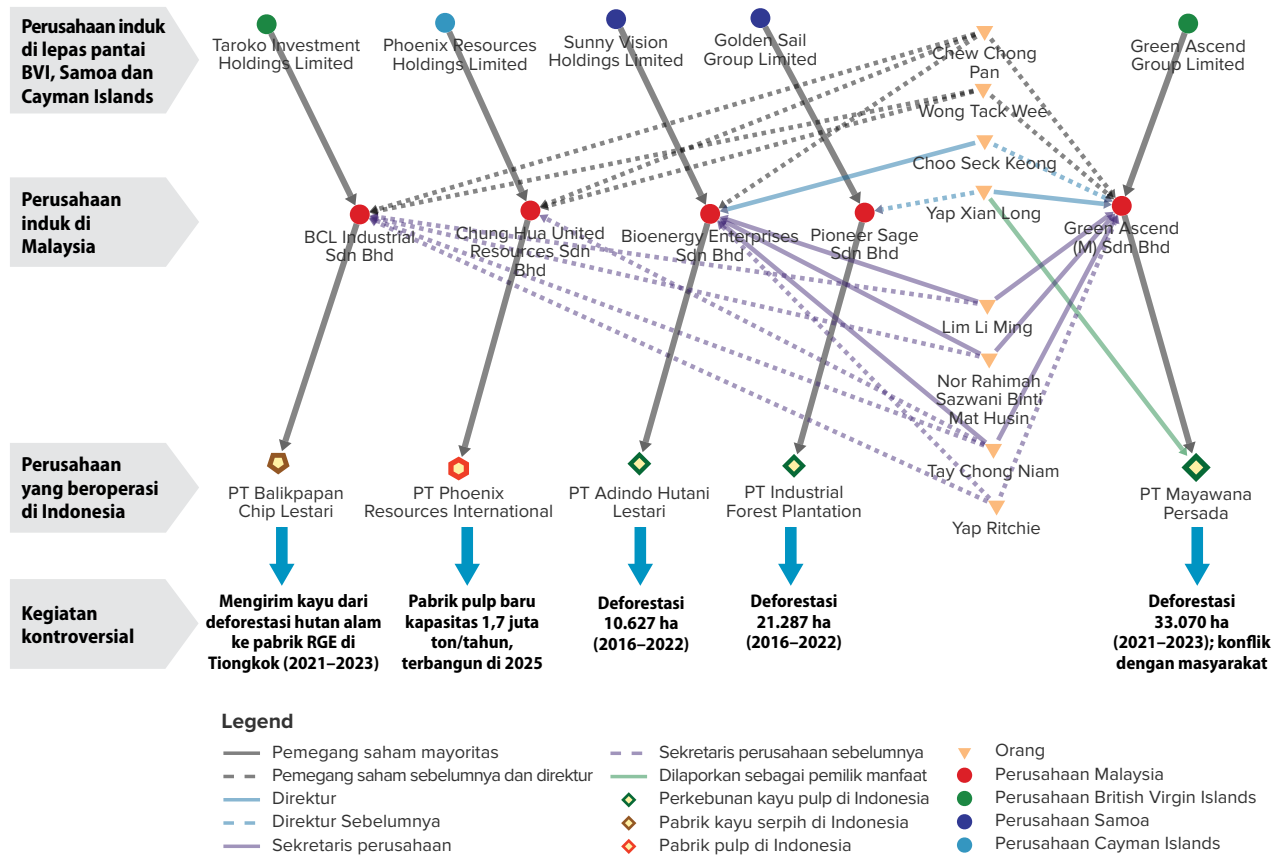 Perusahaan induk
di lepas pantai
BVI, Samoa dan
Cayman Islands
Taroko Investment
Holdings Limited
Phoenix Resources
Holdings Limited
Sunny Vision
Holdings Limited
Golden Sail
Group Limited
Chew Chong
Pan
Green Ascend
Group Limited
Wong Tack Wee
Choo Seck Keong
Yap Xian Long
Perusahaan
induk di
Malaysia
BCL Industrial
Sdn Bhd
Chung Hua United
Resources Sdn
Bhd
Bioenergy Enterprises
Sdn Bhd
Pioneer Sage
Sdn Bhd
Green Ascend
(M) Sdn Bhd
Lim Li Ming
Nor Rahimah
Sazwani Binti
Mat Husin
Tay Chong Niam
Yap Ritchie
Perusahaan
yang beroperasi
di Indonesia
PT Balikpapan
Chip Lestari
PT Phoenix
Resources International
PT Adindo Hutani
Lestari
PT Industrial
Forest Plantation
PT Mayawana
Persada
Kegiatan
kontroversial
Mengirim kayu dari
deforestasi hutan alam
ke pabrik RGE di
Tiongkok (2021–2023)
Pabrik pulp baru
kapasitas 1,7 juta
ton/tahun,
terbangun di 2025
Deforestasi
10.627 ha
(2016–2022)
Deforestasi
21.287 ha
(2016–2022)
Deforestasi
33.070 ha
(2021–2023); konflik
dengan masyarakat
Legend
Pemegang saham mayoritas
Pemegang saham sebelumnya dan direktur
Direktur
Direktur Sebelumnya
Sekretaris perusahaan
Sekretaris perusahaan sebelumnya
Dilaporkan sebagai pemilik manfaat
Perkebunan kayu pulp di Indonesia
Pabrik kayu serpih di Indonesia
Pabrik pulp di Indonesia
Orang
Perusahaan Malaysia
Perusahaan British Virgin Islands
Perusahaan Samoa
Perusahaan Cayman Islands